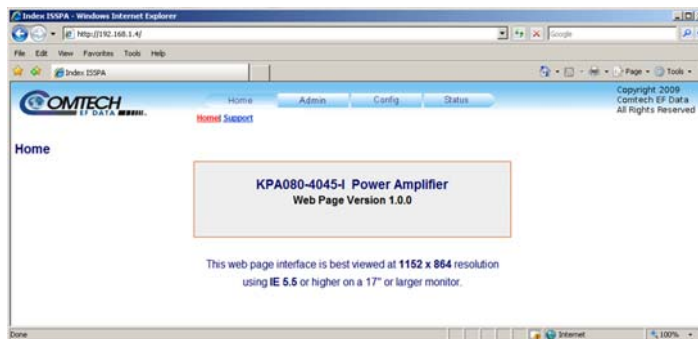 Index ISSPA - Windows Internet Explorer
http://192.168.1.4/
Google
File Edit View Favorites Tools Help
Index ISSPA
Page Tools
COMTECH
EF DATA
Home Admin Config Status
Copyright 2009
Comtech EF Data
All Rights Reserved
Home| Support
Home
KPA080-4045-I Power Amplifier
Web Page Version 1.0.0
This web page interface is best viewed at 1152 x 864 resolution
using IE 5.5 or higher on a 17" or larger monitor.
Done
Internet
100%